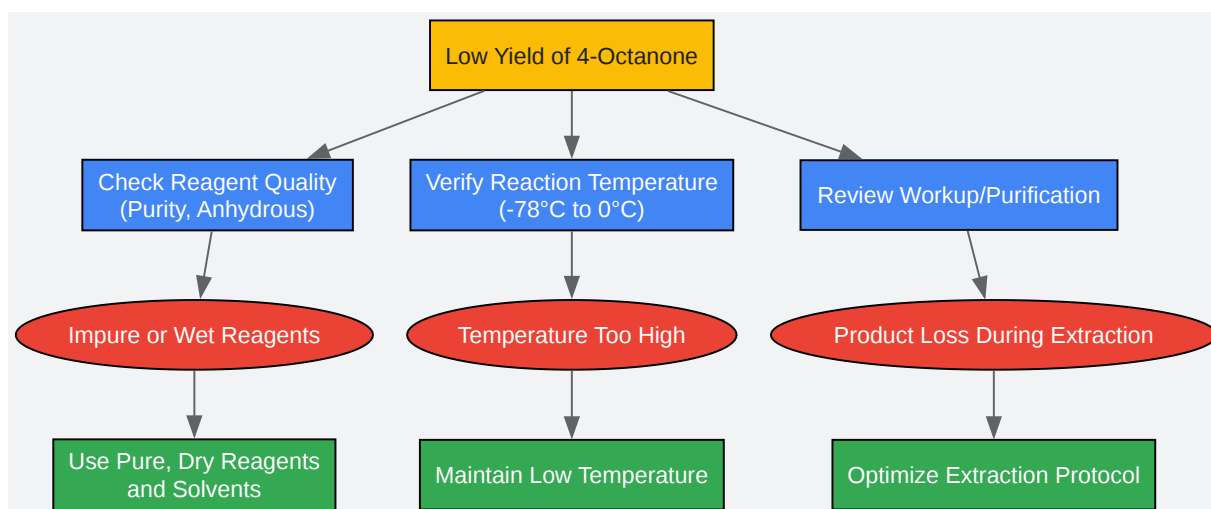 Low Yield of 4-Octanone
Check Reagent Quality
(Purity, Anhydrous)
Verify Reaction Temperature
(-78°C to 0°C)
Review Workup/Purification
Impure or Wet Reagents
Temperature Too High
Product Loss During Extraction
Use Pure, Dry Reagents
and Solvents
Maintain Low Temperature
Optimize Extraction Protocol